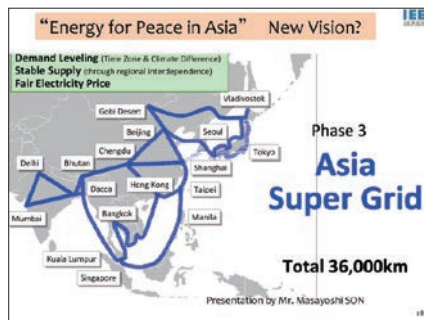 “Energy for Peace in Asia” New Vision?
IEE
JAPAN
Demand Leveling (Time Zone & Climate Difference)
Stable Supply (through regional interdependence)
Fair Electricity Price
Vladivostok
Gobi Desert
Beijing
Seoul
Phase 3
Chengdu
Tokyo
Delhi
Bhutan
Shanghai
Asia
Dacca
Hong Kong
Taipei
Super Grid
Mumbai
Bangkok
Manila
Kuala Lumpur
Total 36,000km
Singapore
Presentation by Mr. Masayoshi SON